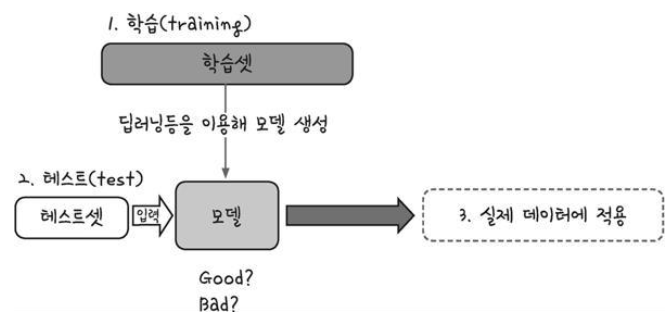 1. 학습(training)
학습셋
딥러닝등을 이용해 모델 생성
2. 테스트(test)
테스트셋
입력
모델
3. 실제 데이터에 적용
Good?
Bad?